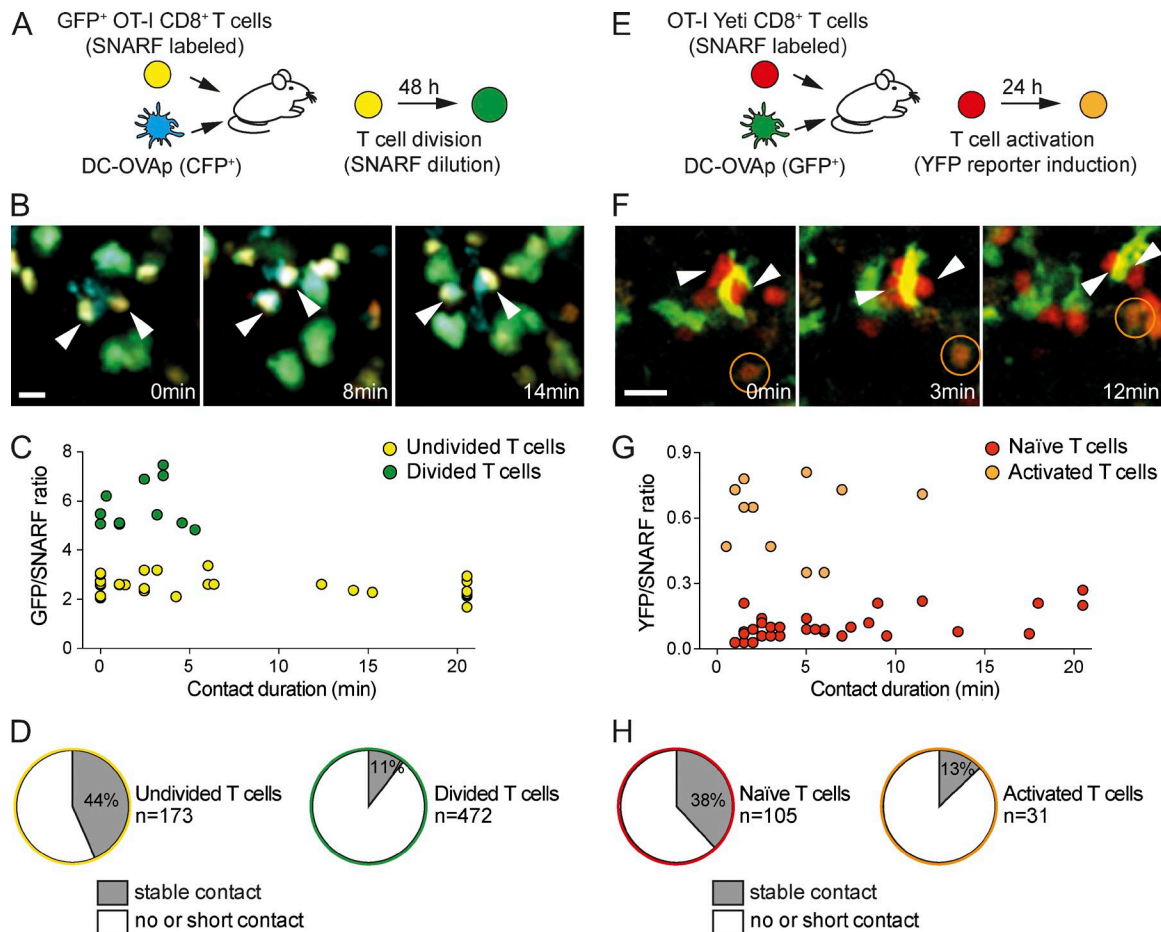 A
GFP+ OT-I CD8+ T cells
(SNARF labeled)
DC-OVAp (CFP+)
48 h
T cell division
(SNARF dilution)
B
0min
8min
14min
C
Undivided T cells
Divided T cells
GFP/SNARF ratio
8
6
4
2
0
0
5
10
15
20
Contact duration (min)
D
44%
Undivided T cells
n=173
11%
Divided T cells
n=472
stable contact
no or short contact
E
OT-I Yeti CD8+ T cells
(SNARF labeled)
DC-OVAp (GFP+)
24 h
T cell activation
(YFP reporter induction)
F
0min
3min
12min
G
Naïve T cells
Activated T cells
YFP/SNARF ratio
0.9
0.6
0.3
0.0
0
5
10
15
20
Contact duration (min)
H
38%
Naïve T cells
n=105
13%
Activated T cells
n=31
stable contact
no or short contact